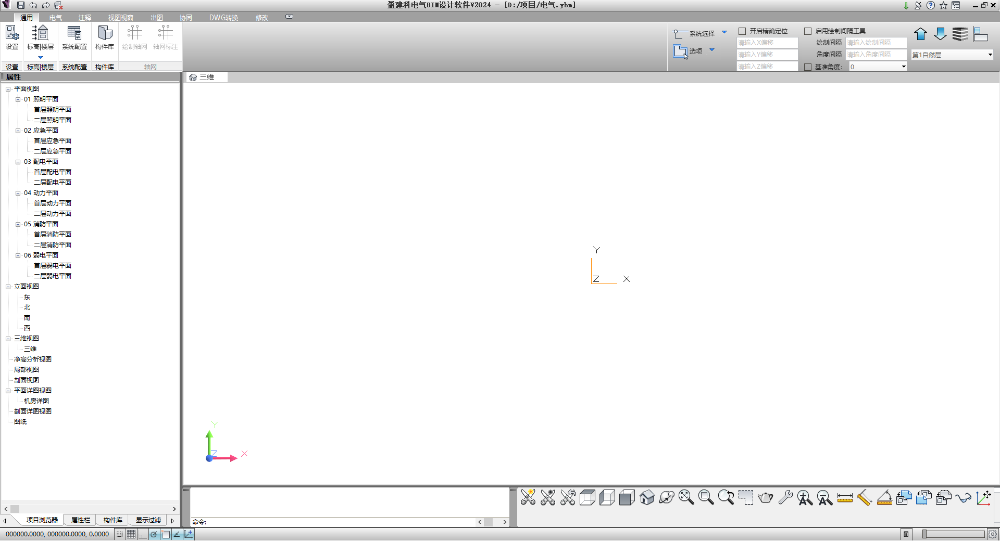 盈建科电气BIM设计软件V2024 - [D:/项目/电气.ybm]
通用 电气 注释 视图视窗 出图 协同 DWG转换 修改
设置 标高|楼层 系统配置 构件库 绘制轴网 轴网标注
设置 标高|楼层 系统配置 构件库 轴网
系统选择 开启精确定位 启用绘制间隔工具
请输入X偏移 绘制间隔 请输入绘制间隔
选项 请输入Y偏移 角度间隔 请输入角度间隔 第1自然层
请输入Z偏移 基准角度: 0
属性
三维
平面视图
01 照明平面
首层照明平面
二层照明平面
02 应急平面
首层应急平面
二层应急平面
03 配电平面
首层配电平面
二层配电平面
04 动力平面
首层动力平面
二层动力平面
05 消防平面
首层消防平面
二层消防平面
06 弱电平面
首层弱电平面
二层弱电平面
立面视图
东
北
南
西
三维视图
三维
净高分析视图
局部视图
剖面视图
平面详图视图
机房详图
剖面详图视图
图纸
Y
Z X
Y
Z X
项目浏览器 属性栏 构件库 显示过滤
命令:
000000.0000, 000000.0000, 0.0000